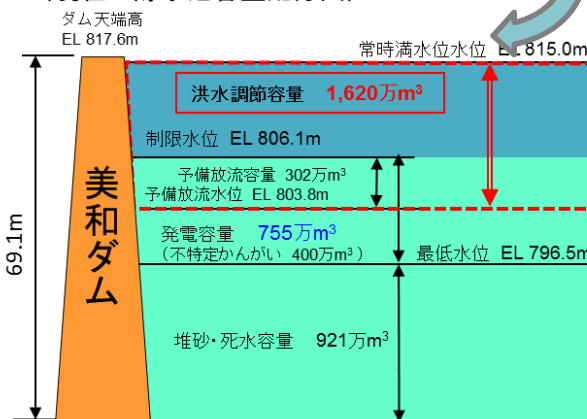 ダム天端高
EL 817.6m
常時満水位水位 EL 815.0m
洪水調節容量 1,620万m³
制限水位 EL 806.1m
予備放流容量 302万m³
予備放流水位 EL 803.8m
発電容量 755万m³
(不特定かんがい 400万m³)
最低水位 EL 796.5m
堆砂・死水容量 921万m³
美和ダム
69.1m